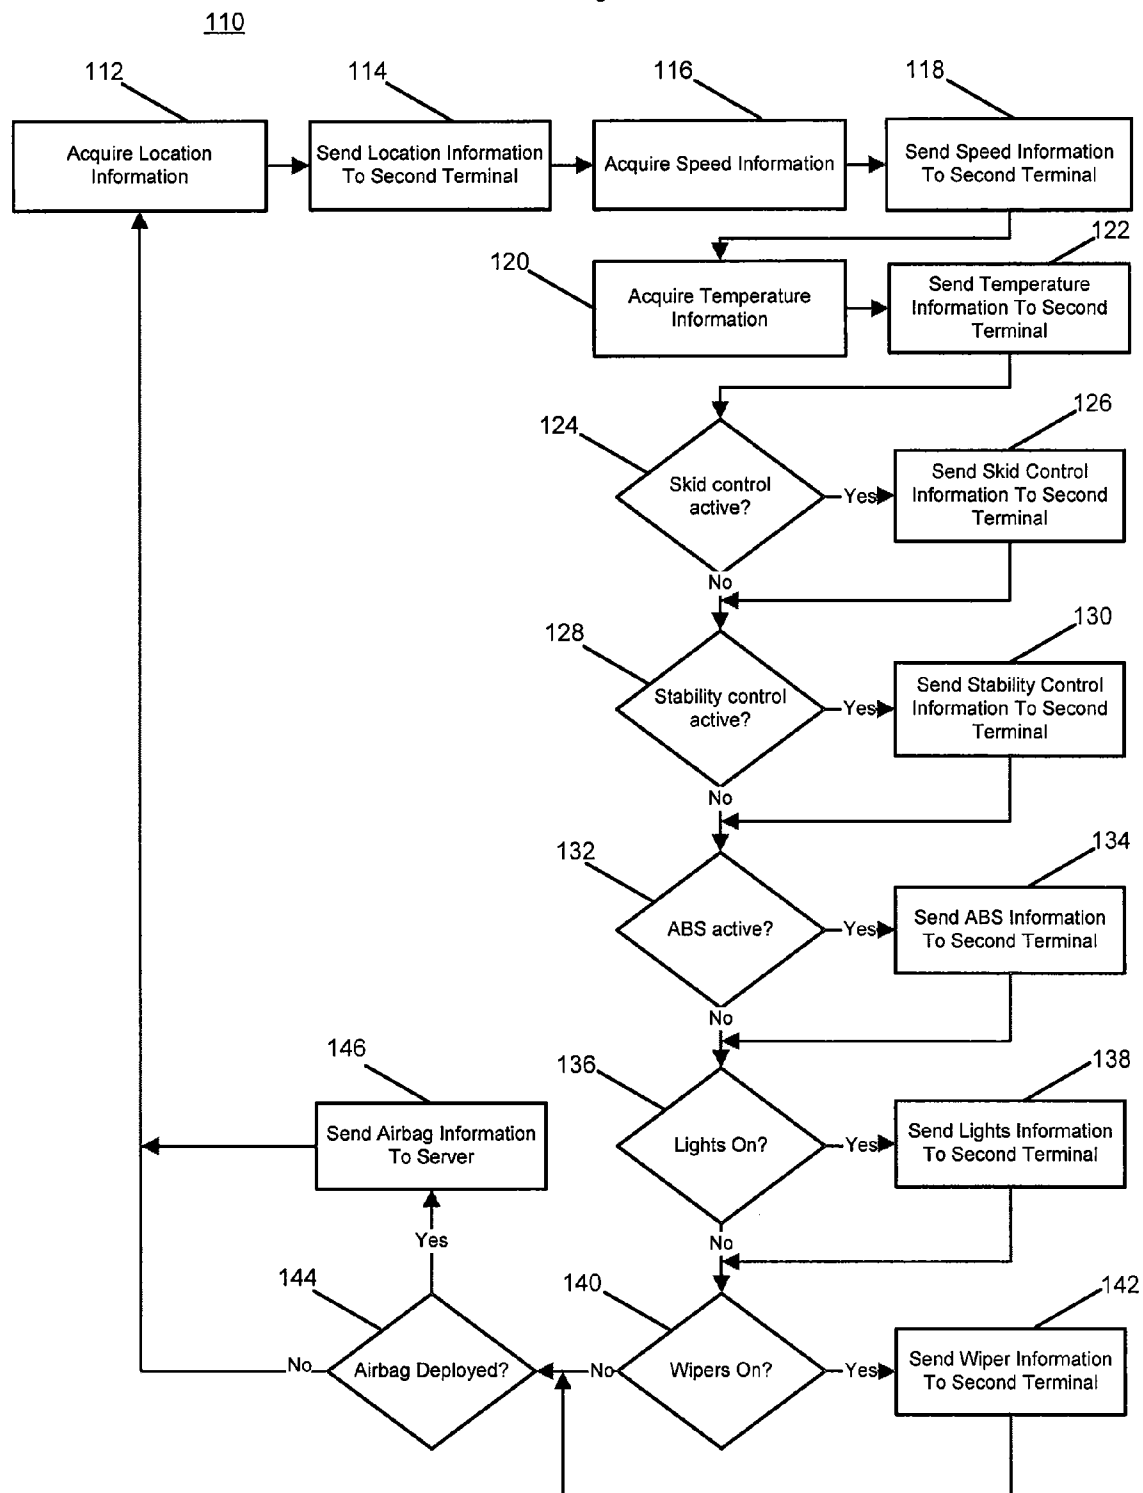 110
112
114
116
118
Acquire Location
Information
Send Location Information
To Second Terminal
Acquire Speed Information
Send Speed Information
To Second Terminal
120
122
Acquire Temperature
Information
Send Temperature
Information To Second
Terminal
124
126
Skid control
active?
Yes
Send Skid Control
Information To Second
Terminal
No
128
130
Stability control
active?
Yes
Send Stability Control
Information To Second
Terminal
No
132
134
ABS active?
Yes
Send ABS Information
To Second Terminal
No
136
138
Lights On?
Yes
Send Lights Information
To Second Terminal
No
140
142
Wipers On?
Yes
Send Wiper Information
To Second Terminal
No
144
Airbag Deployed?
No
Yes
146
Send Airbag Information
To Server